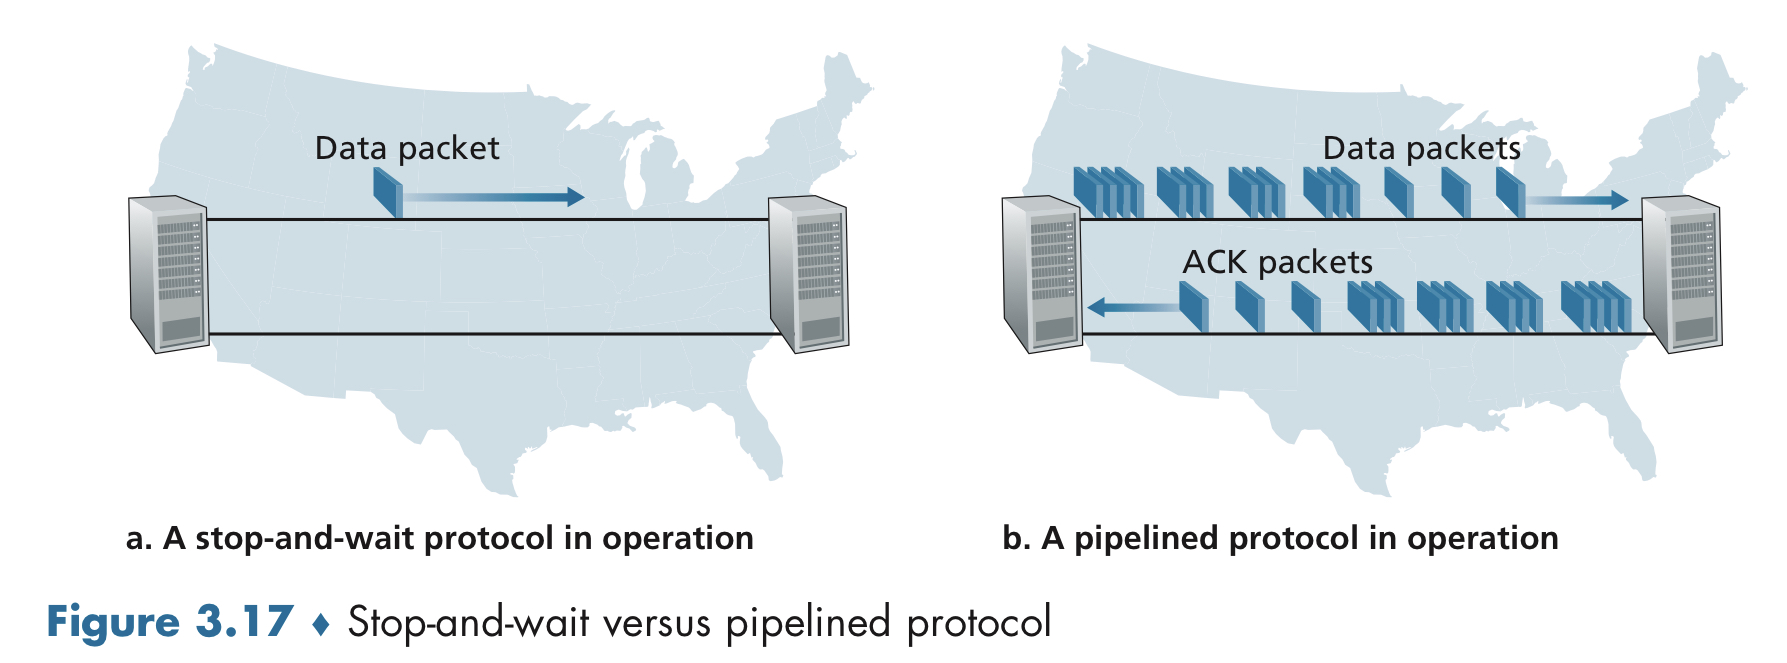 Data packet
Data packets
ACK packets
a. A stop-and-wait protocol in operation
b. A pipelined protocol in operation
Figure 3.17 ♦ Stop-and-wait versus pipelined protocol